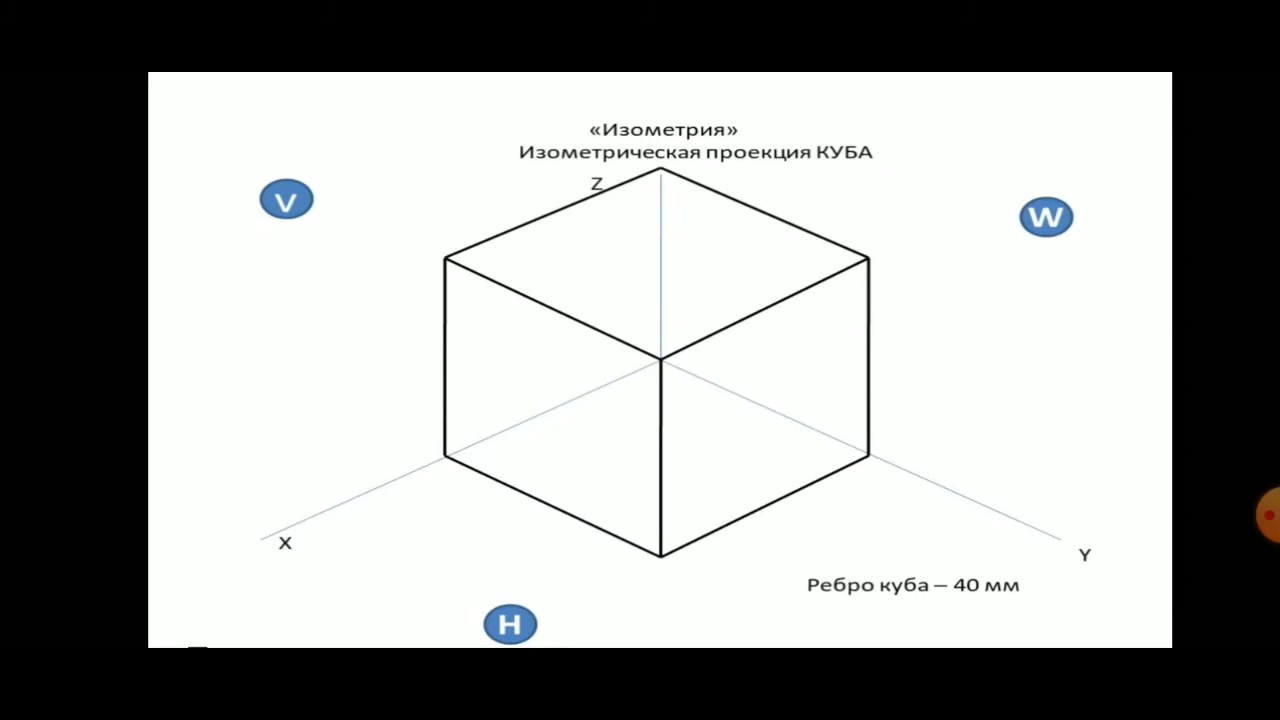 «Изометрия»
Изометрическая проекция КУБА
Z
V
W
X
Y
Ребро куба – 40 мм
H